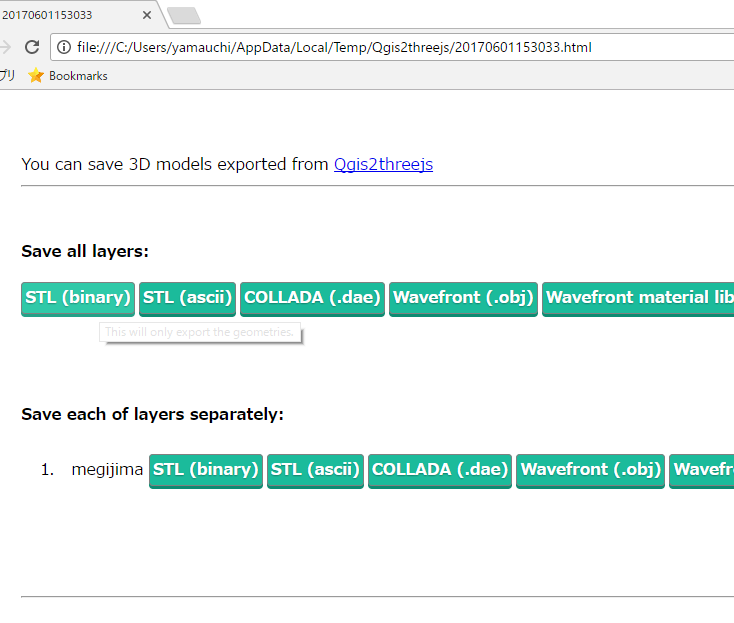 20170601153033
file:///C:/Users/yamauchi/AppData/Local/Temp/Qgis2threejs/20170601153033.html
プリ Bookmarks
You can save 3D models exported from Qgis2threejs
Save all layers:
STL (binary) STL (ascii) COLLADA (.dae) Wavefront (.obj) Wavefront material lib
This will only export the geometries.
Save each of layers separately:
1. megijima STL (binary) STL (ascii) COLLADA (.dae) Wavefront (.obj) Wavefr